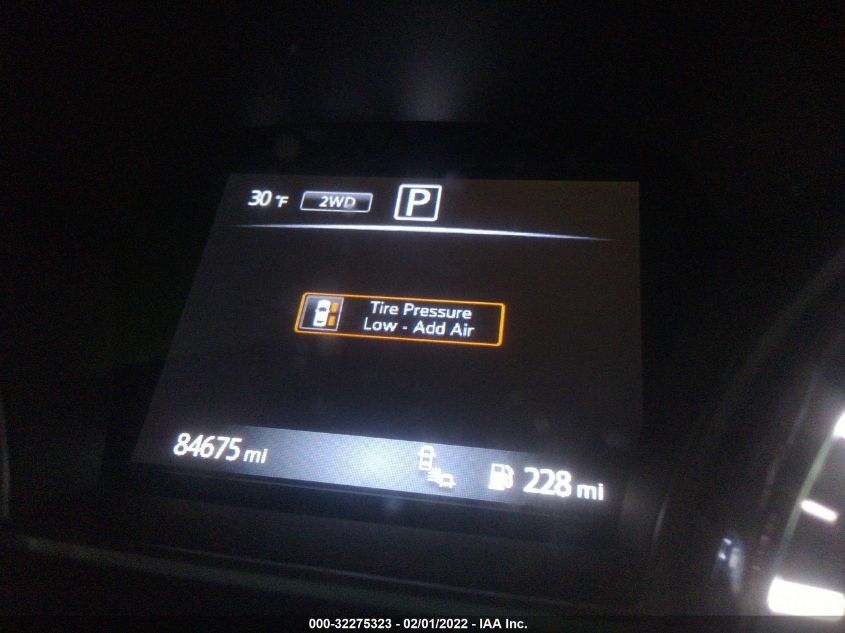 30 °F 2WD P
Tire Pressure
Low - Add Air
84675 mi 228 mi
000-32275323 - 02/01/2022 - IAA Inc.